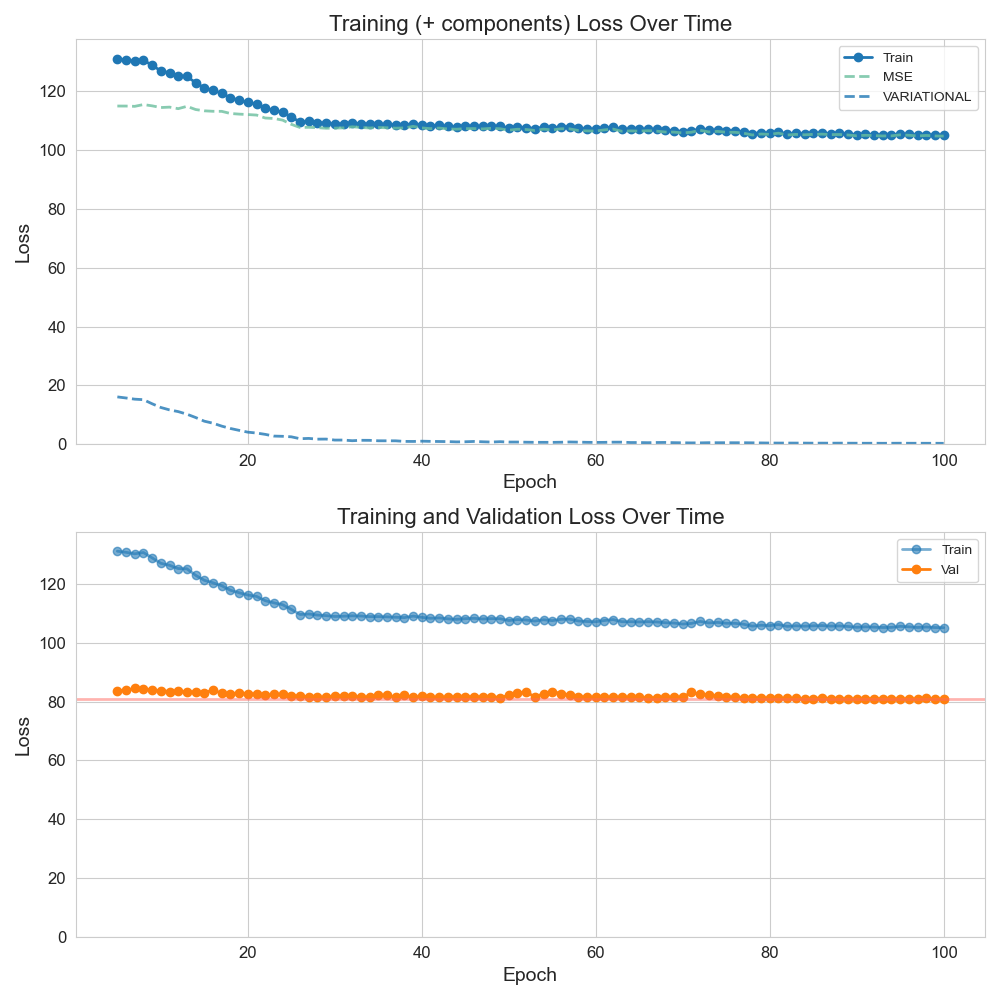 Training (+ components) Loss Over Time
Train
MSE
VARIATIONAL
120
100
80
60
40
20
0
Loss
20 40 60 80 100
Epoch
Training and Validation Loss Over Time
Train
Val
120
100
80
60
40
20
0
Loss
20 40 60 80 100
Epoch